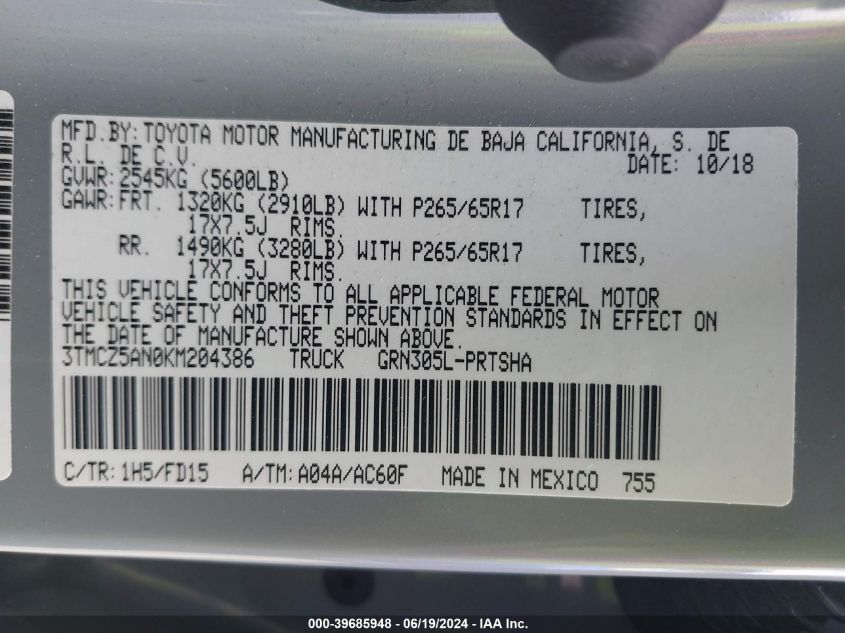 MFD.BY:TOYOTA MOTOR MANUFACTURING DE BAJA CALIFORNIA, S. DE
R.L. DE C.V. DATE: 10/18
GVWR:2545KG (5600LB)
GAWR:FRT. 1320KG (2910LB) WITH P265/65R17 TIRES,
17X7.5J RIMS.
RR. 1490KG (3280LB) WITH P265/65R17 TIRES,
17X7.5J RIMS.
THIS VEHICLE CONFORMS TO ALL APPLICABLE FEDERAL MOTOR
VEHICLE SAFETY AND THEFT PREVENTION STANDARDS IN EFFECT ON
THE DATE OF MANUFACTURE SHOWN ABOVE.
3TMCZ5AN0KM204386 TRUCK GRN305L-PRTSHA
C/TR:1H5/FD15 A/TM:A04A/AC60F MADE IN MEXICO 755
000-39685948 - 06/19/2024 - IAA Inc.